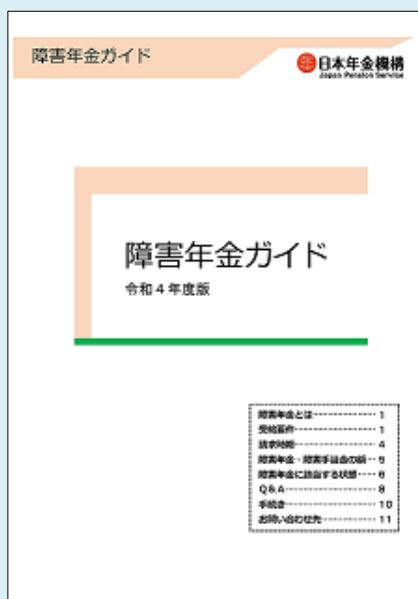 障害年金ガイド
日本年金機構
Japan Pension Service
障害年金ガイド
令和4年度版
障害年金とは 1
受給要件 1
請求時期 4
障害年金・障害手当金の額 5
障害年金に該当する状態 6
Q&A 8
手続き 10
お問い合わせ先 11